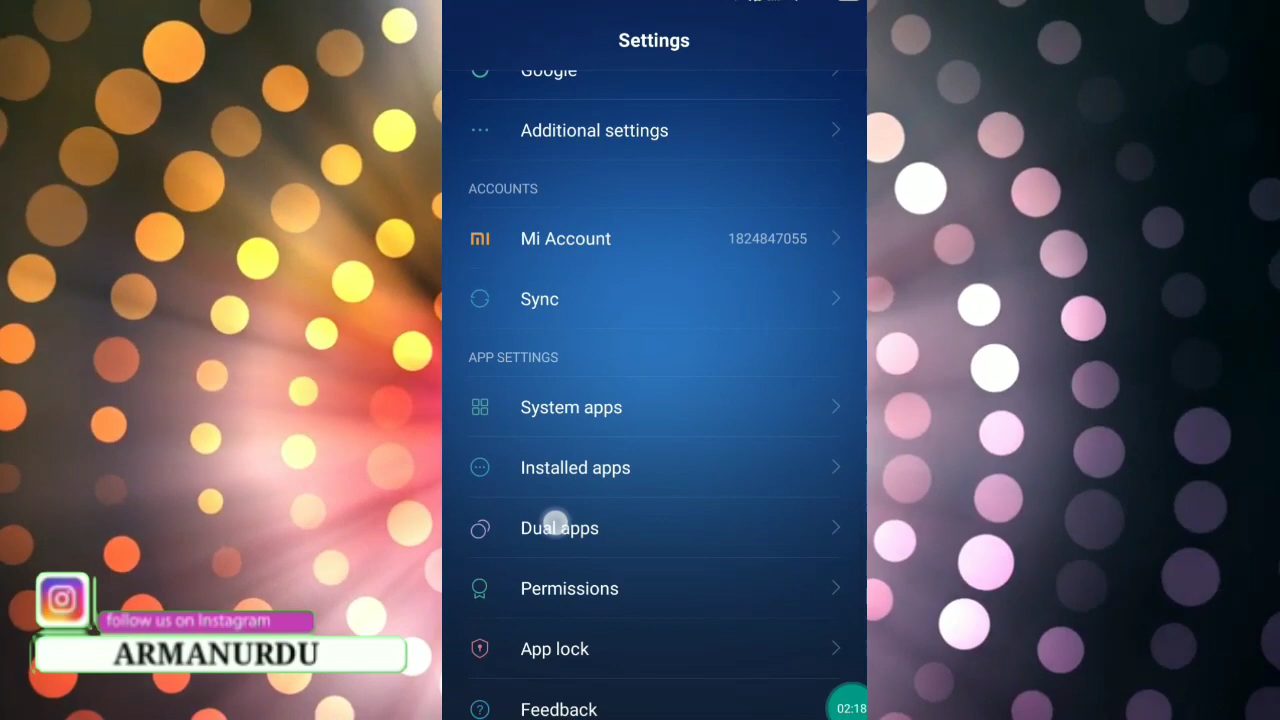 Settings
Google
Additional settings
ACCOUNTS
Mi Account 1824847055
Sync
APP SETTINGS
System apps
Installed apps
Dual apps
Permissions
App lock
Feedback
02:18
follow us on Instagram
ARMANURDU